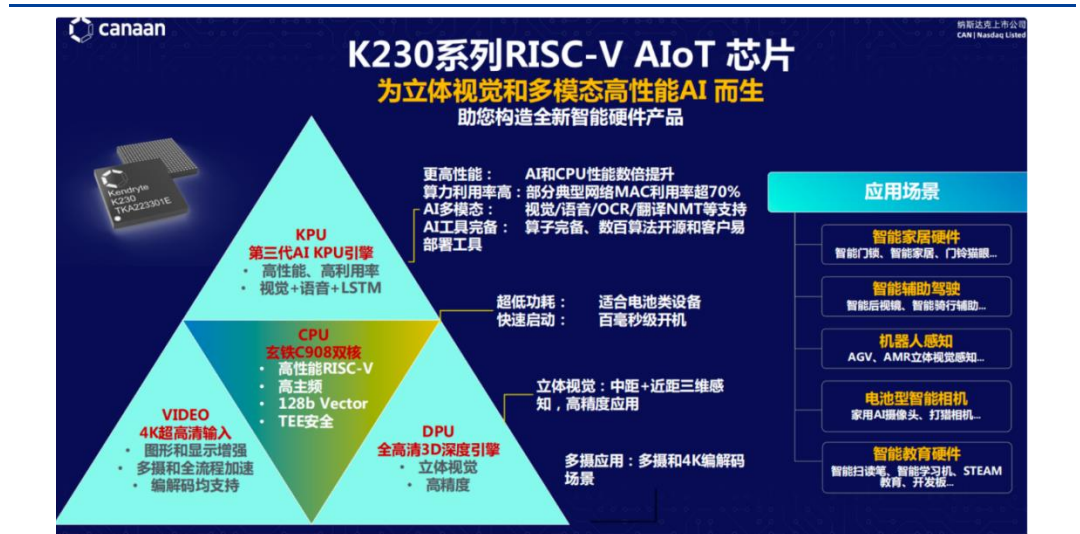 canaan
纳斯达克上市公司
CAN | Nasdaq Listed
K230系列RISC-V AIoT 芯片
为立体视觉和多模态高性能AI 而生
助您构造全新智能硬件产品
Kendryte
K230
TKA223301E
KPU
第三代AI KPU引擎
• 高性能、高利用率
• 视觉+语音+LSTM
CPU
玄铁C908双核
• 高性能RISC-V
• 高主频
• 128b Vector
• TEE安全
VIDEO
4K超高清输入
• 图形和显示增强
• 多摄和全流程加速
• 编解码均支持
DPU
全高清3D深度引擎
• 立体视觉
• 高精度
更高性能： AI和CPU性能数倍提升
算力利用率高：部分典型网络MAC利用率超70%
AI多模态： 视觉/语音/OCR/翻译NMT等支持
AI工具完备： 算子完备、数百算法开源和客户易
部署工具
超低功耗： 适合电池类设备
快速启动： 百毫秒级开机
立体视觉：中距+近距三维感
知，高精度应用
多摄应用：多摄和4K编解码
场景
应用场景
智能家居硬件
智能门锁、智能家居、门铃猫眼...
智能辅助驾驶
智能后视镜、智能骑行辅助...
机器人感知
AGV、AMR立体视觉感知...
电池型智能相机
家用AI摄像头、打猎相机...
智能教育硬件
智能扫读笔、智能学习机、STEAM
教育、开发板...